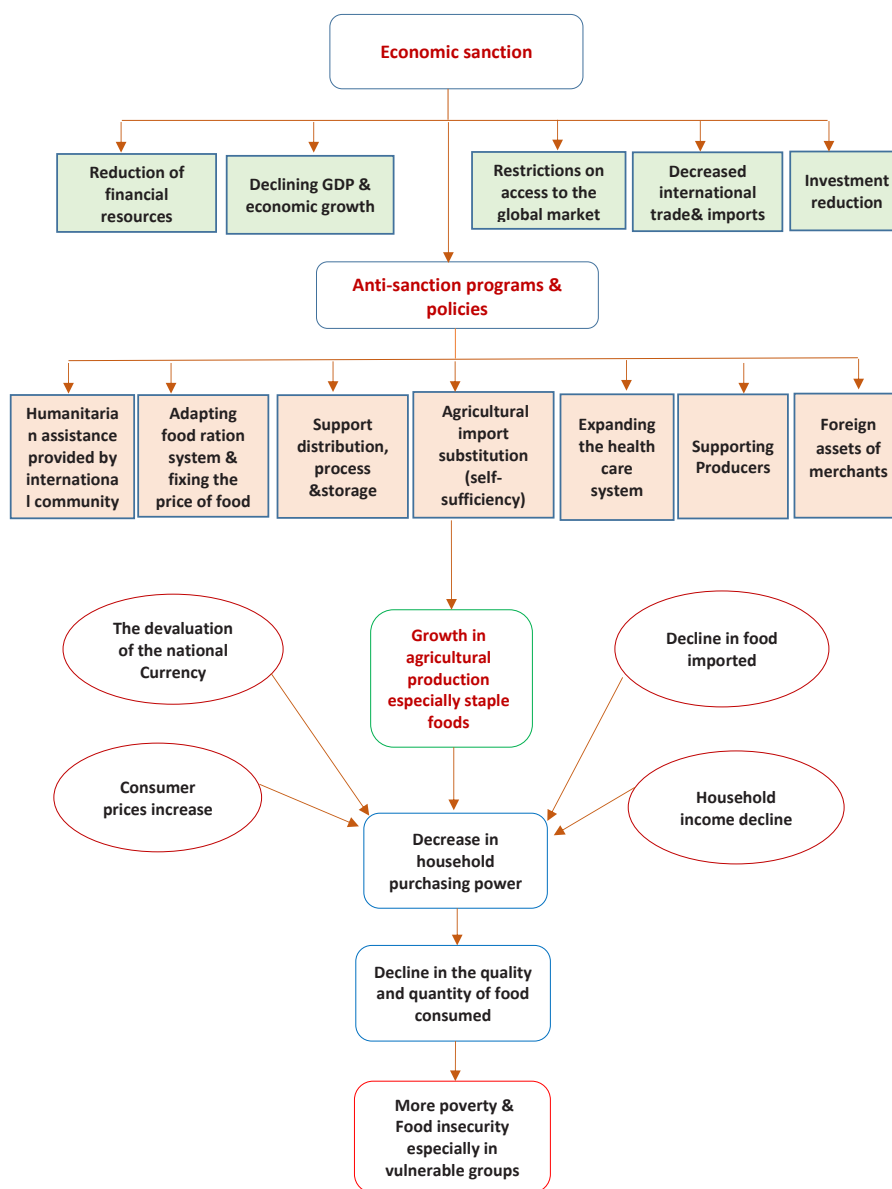 Economic sanction
Reduction of
financial
resources
Declining GDP &
economic growth
Restrictions on
access to the
global market
Decreased
international
trade& imports
Investment
reduction
Anti-sanction programs &
policies
Humanitaria
n assistance
provided by
internationa
l community
Adapting
food ration
system &
fixing the
price of food
Support
distribution,
process
&storage
Agricultural
import
substitution
(self-
sufficiency)
Expanding
the health
care
system
Supporting
Producers
Foreign
assets of
merchants
The devaluation
of the national
Currency
Growth in
agricultural
production
especially staple
foods
Decline in food
imported
Consumer
prices increase
Household
income decline
Decrease in
household
purchasing power
Decline in the quality
and quantity of food
consumed
More poverty &
Food insecurity
especially in
vulnerable groups